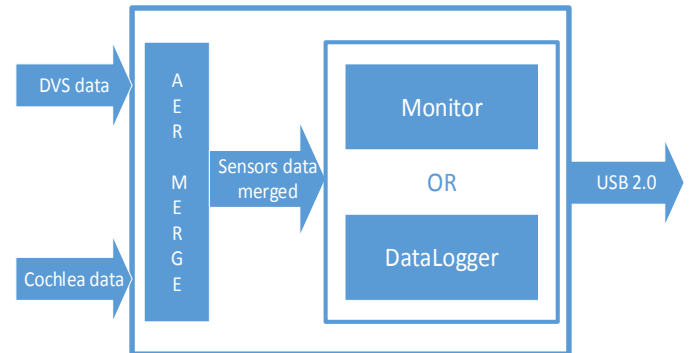 DVS data
Cochlea data
A
E
R
M
E
R
G
E
Sensors data
merged
Monitor
OR
DataLogger
USB 2.0